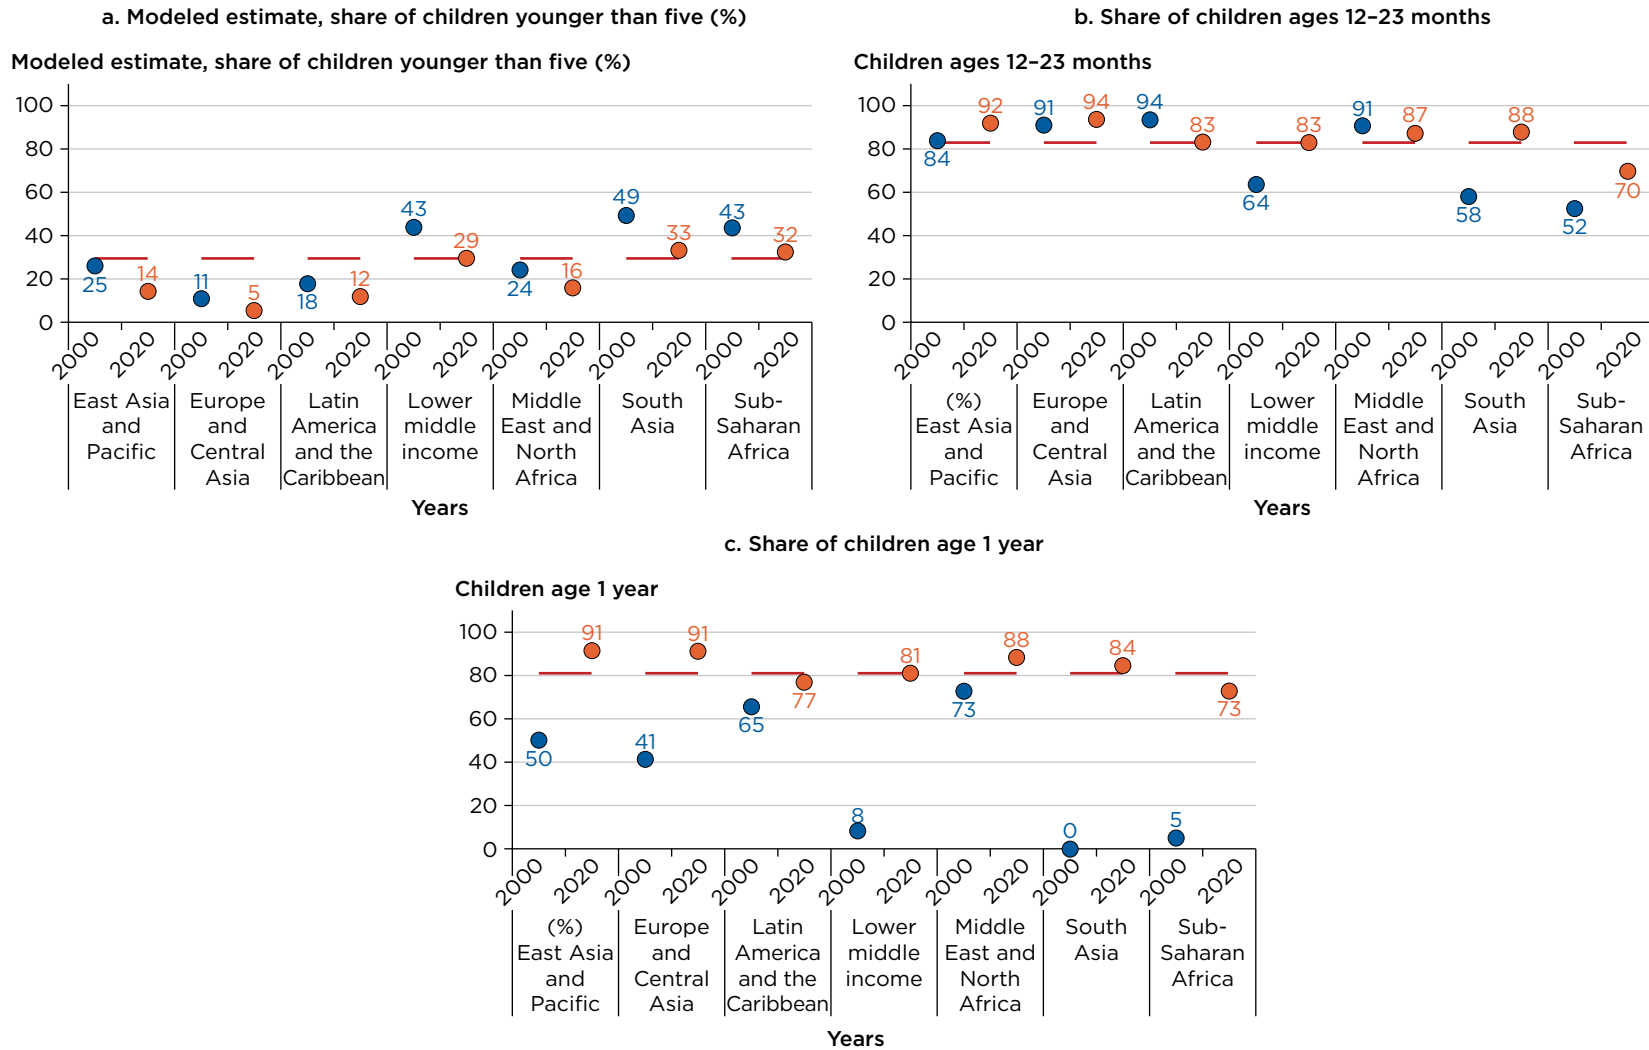 a. Modeled estimate, share of children younger than five (%)
Modeled estimate, share of children younger than five (%)
100
80
60
40
20
0
25
14
11
5
18
12
43
29
24
16
49
33
43
32
2000 2020 2000 2020 2000 2020 2000 2020 2000 2020 2000 2020 2000 2020
East Asia
and
Pacific
Europe
and
Central
Asia
Latin
America
and the
Caribbean
Lower
middle
income
Middle
East and
North
Africa
South
Asia
Sub-
Saharan
Africa
Years
b. Share of children ages 12–23 months
Children ages 12–23 months
100
80
60
40
20
0
84
92
91
94
94
83
64
83
91
87
58
88
52
70
2000 2020 2000 2020 2000 2020 2000 2020 2000 2020 2000 2020 2000 2020
(%)
East Asia
and
Pacific
Europe
and
Central
Asia
Latin
America
and the
Caribbean
Lower
middle
income
Middle
East and
North
Africa
South
Asia
Sub-
Saharan
Africa
Years
c. Share of children age 1 year
Children age 1 year
100
80
60
40
20
0
50
91
41
91
65
77
8
81
73
88
0
84
5
73
2000 2020 2000 2020 2000 2020 2000 2020 2000 2020 2000 2020 2000 2020
(%)
East Asia
and
Pacific
Europe
and
Central
Asia
Latin
America
and the
Caribbean
Lower
middle
income
Middle
East and
North
Africa
South
Asia
Sub-
Saharan
Africa
Years